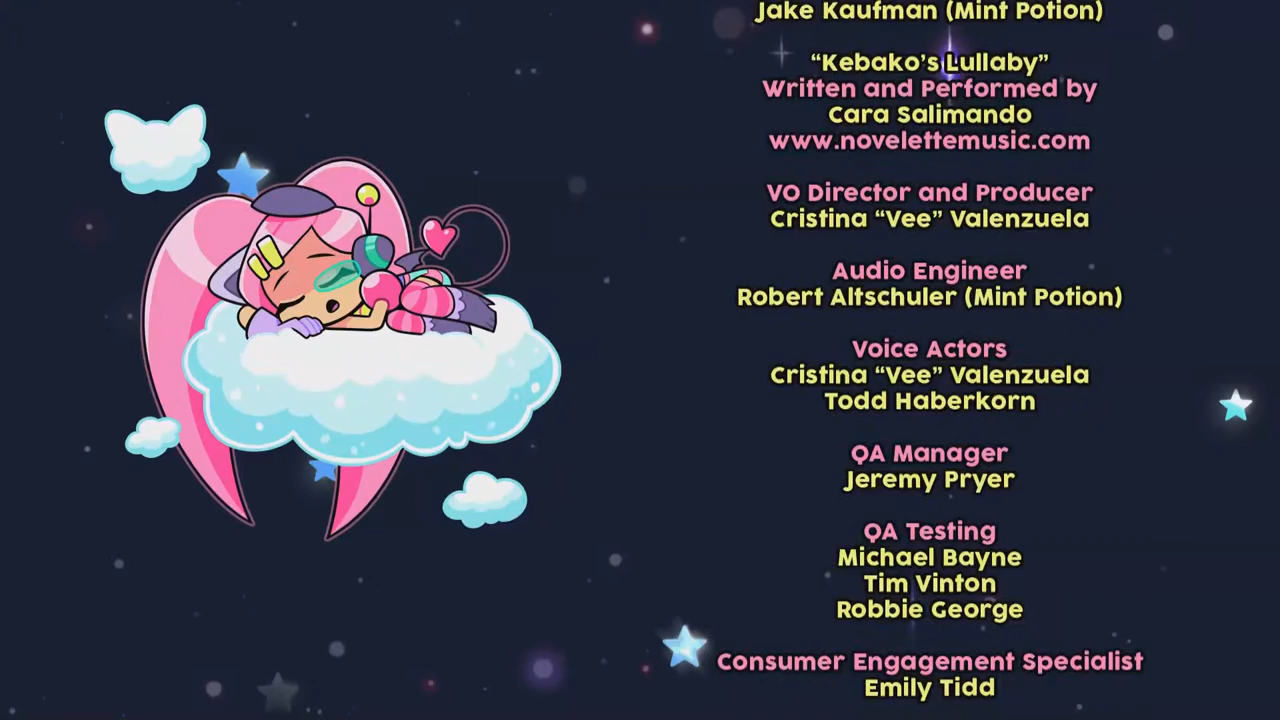 Jake Kaufman (Mint Potion)
“Kebako’s Lullaby”
Written and Performed by
Cara Salimando
www.novelettemusic.com
VO Director and Producer
Cristina “Vee” Valenzuela
Audio Engineer
Robert Altschuler (Mint Potion)
Voice Actors
Cristina “Vee” Valenzuela
Todd Haberkorn
QA Manager
Jeremy Pryer
QA Testing
Michael Bayne
Tim Vinton
Robbie George
Consumer Engagement Specialist
Emily Tidd